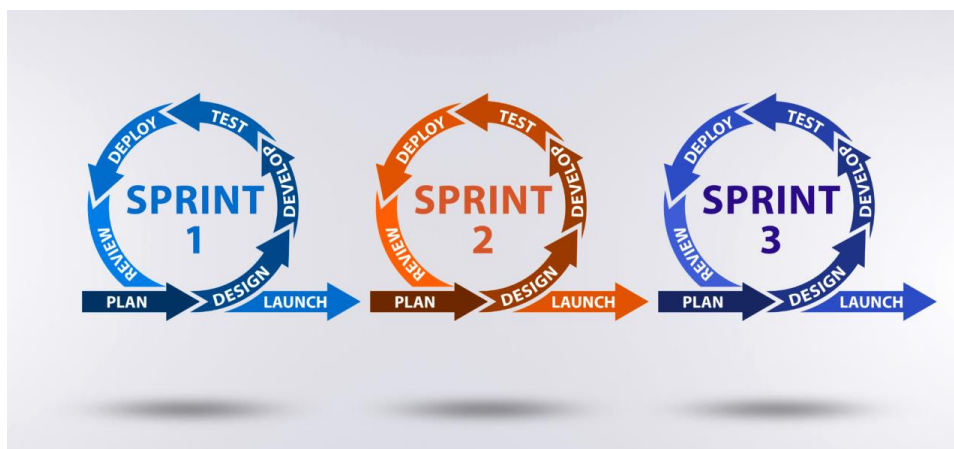 SPRINT
1
PLAN
DESIGN
DEVELOP
TEST
DEPLOY
REVIEW
LAUNCH
SPRINT
2
PLAN
DESIGN
DEVELOP
TEST
DEPLOY
REVIEW
LAUNCH
SPRINT
3
PLAN
DESIGN
DEVELOP
TEST
DEPLOY
REVIEW
LAUNCH